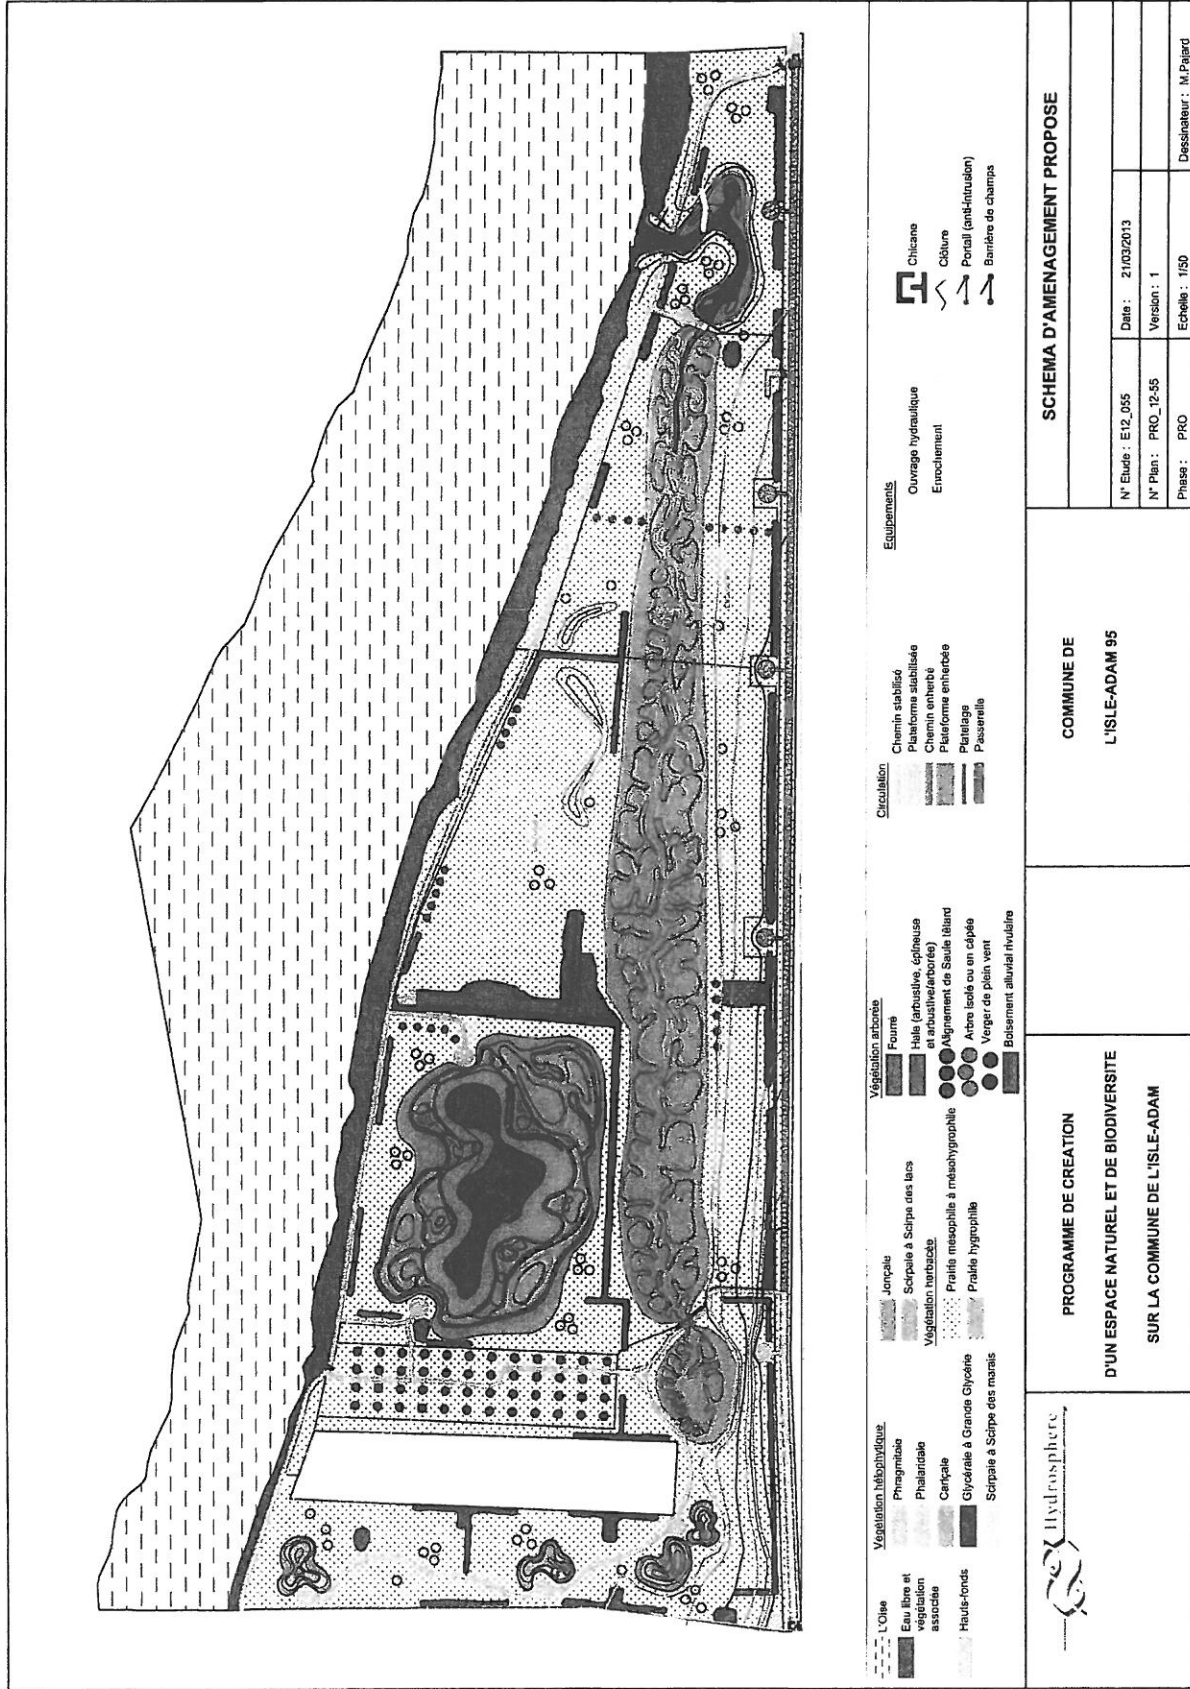 L'Oise
Eau libre et
végétation
associée
Hauts-fonds
Végétation hélophytique
Phragmitaie
Phalaridaie
Cariçaie
Glycéraie à Grande Glycérie
Scirpaie à Scirpe des marais
Jonçaie
Scirpaie à Scirpe des lacs
Végétation herbacée
Prairie mésophile à mésohygrophile
Prairie hygrophile
Végétation arborée
Fourré
Haie (arbustive, épineuse
et arbustive/arborée)
Alignement de Saule têtard
Arbre isolé ou en cépée
Verger de plein vent
Boisement alluvial rivulaire
Circulation
Chemin stabilisé
Plateforme stabilisée
Chemin enherbé
Plateforme enherbée
Platelage
Passerelle
Equipements
Ouvrage hydraulique
Enrochement
Chicane
Clôture
Portail (anti-intrusion)
Barrière de champs
Hydrosphere
PROGRAMME DE CREATION
D'UN ESPACE NATUREL ET DE BIODIVERSITE
SUR LA COMMUNE DE L'ISLE-ADAM
COMMUNE DE
L'ISLE-ADAM 95
SCHEMA D'AMENAGEMENT PROPOSE
N° Etude : E12_055
Date : 21/03/2013
N° Plan : PRO_12-55
Version : 1
Phase : PRO
Echelle : 1/50
Dessinateur : M.Pajard